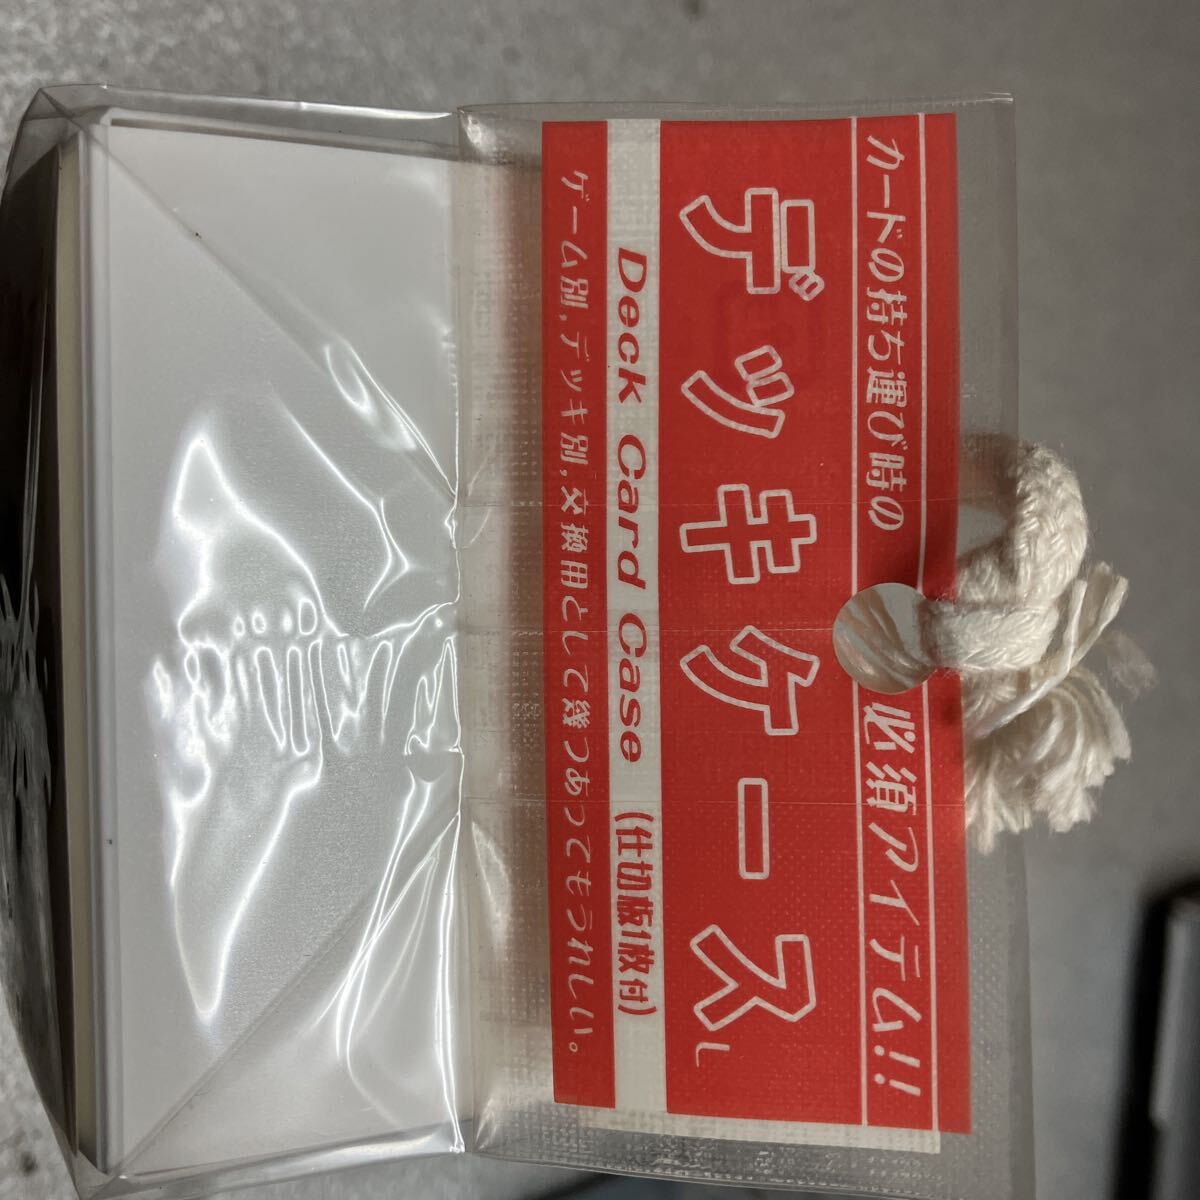 カードの持ち運び時の 必須アイテム!!
デッキケース
Deck Card Case (仕切板1枚付)
ゲーム別,デッキ別,交換用として幾つあってもうれしい。